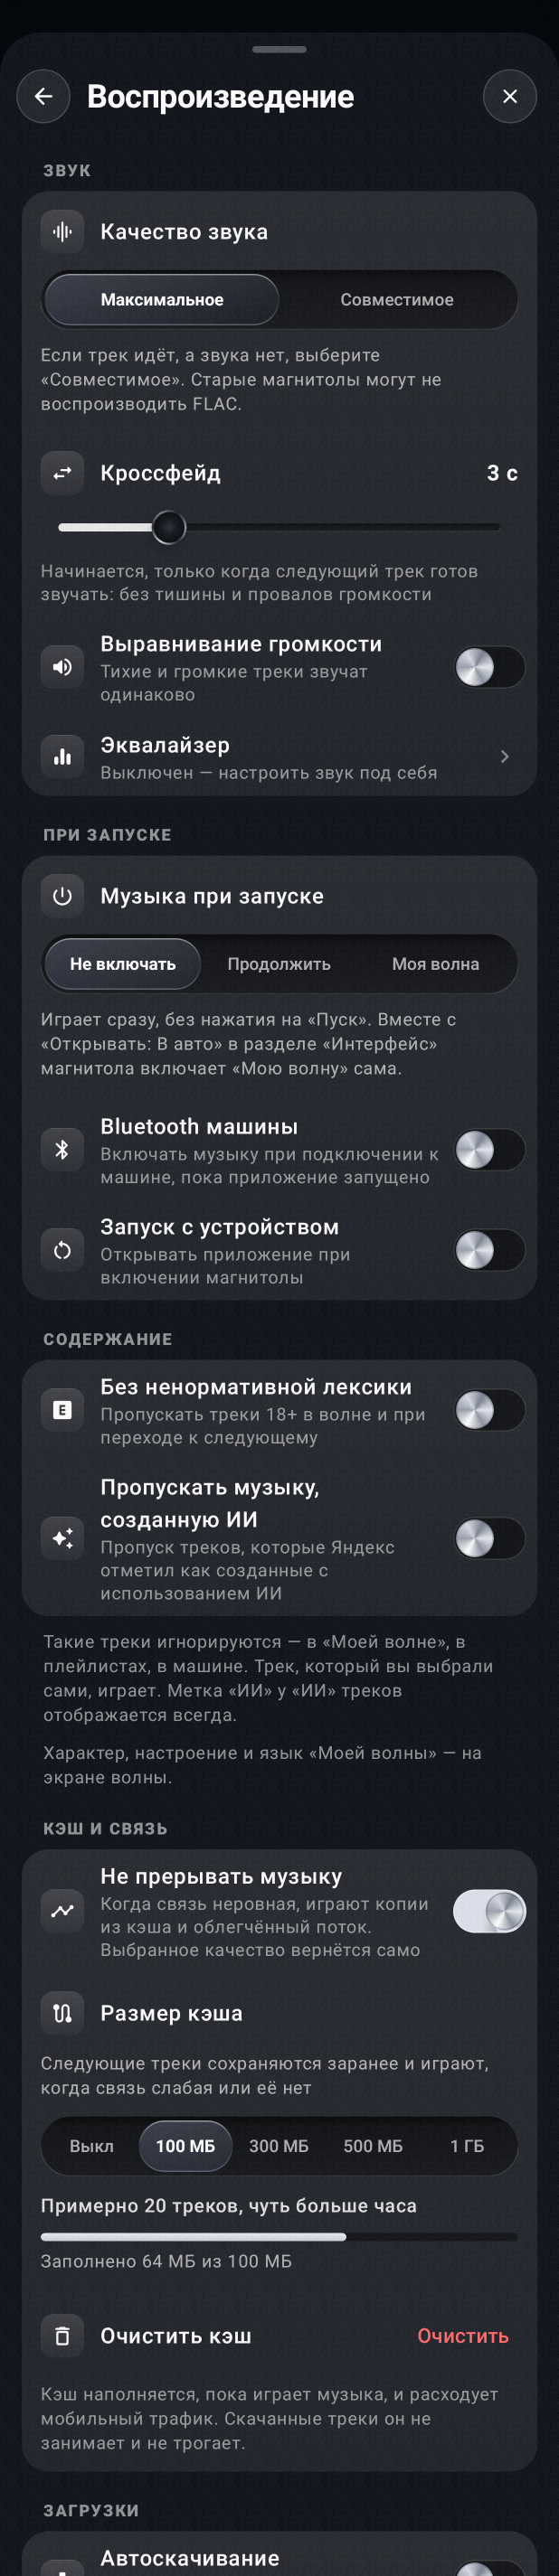 Воспроизведение
ЗВУК
Качество звука
Максимальное
Совместимое
Если трек идёт, а звука нет, выберите
«Совместимое». Старые магнитолы могут не
воспроизводить FLAC.
Кроссфейд
3 с
Начинается, только когда следующий трек готов
звучать: без тишины и провалов громкости
Выравнивание громкости
Тихие и громкие треки звучат
одинаково
Эквалайзер
Выключен — настроить звук под себя
ПРИ ЗАПУСКЕ
Музыка при запуске
Не включать
Продолжить
Моя волна
Играет сразу, без нажатия на «Пуск». Вместе с
«Открывать: В авто» в разделе «Интерфейс»
магнитола включает «Мою волну» сама.
Bluetooth машины
Включать музыку при подключении к
машине, пока приложение запущено
Запуск с устройством
Открывать приложение при
включении магнитолы
СОДЕРЖАНИЕ
E
Без ненормативной лексики
Пропускать треки 18+ в волне и при
переходе к следующему
Пропускать музыку,
созданную ИИ
Пропуск треков, которые Яндекс
отметил как созданные с
использованием ИИ
Такие треки игнорируются — в «Моей волне», в
плейлистах, в машине. Трек, который вы выбрали
сами, играет. Метка «ИИ» у «ИИ» треков
отображается всегда.
Характер, настроение и язык «Моей волны» — на
экране волны.
КЭШ И СВЯЗЬ
Не прерывать музыку
Когда связь неровная, играют копии
из кэша и облегчённый поток.
Выбранное качество вернётся само
Размер кэша
Следующие треки сохраняются заранее и играют,
когда связь слабая или её нет
Выкл
100 МБ
300 МБ
500 МБ
1 ГБ
Примерно 20 треков, чуть больше часа
Заполнено 64 МБ из 100 МБ
Очистить кэш
Очистить
Кэш наполняется, пока играет музыка, и расходует
мобильный трафик. Скачанные треки он не
занимает и не трогает.
ЗАГРУЗКИ
Автоскачивание